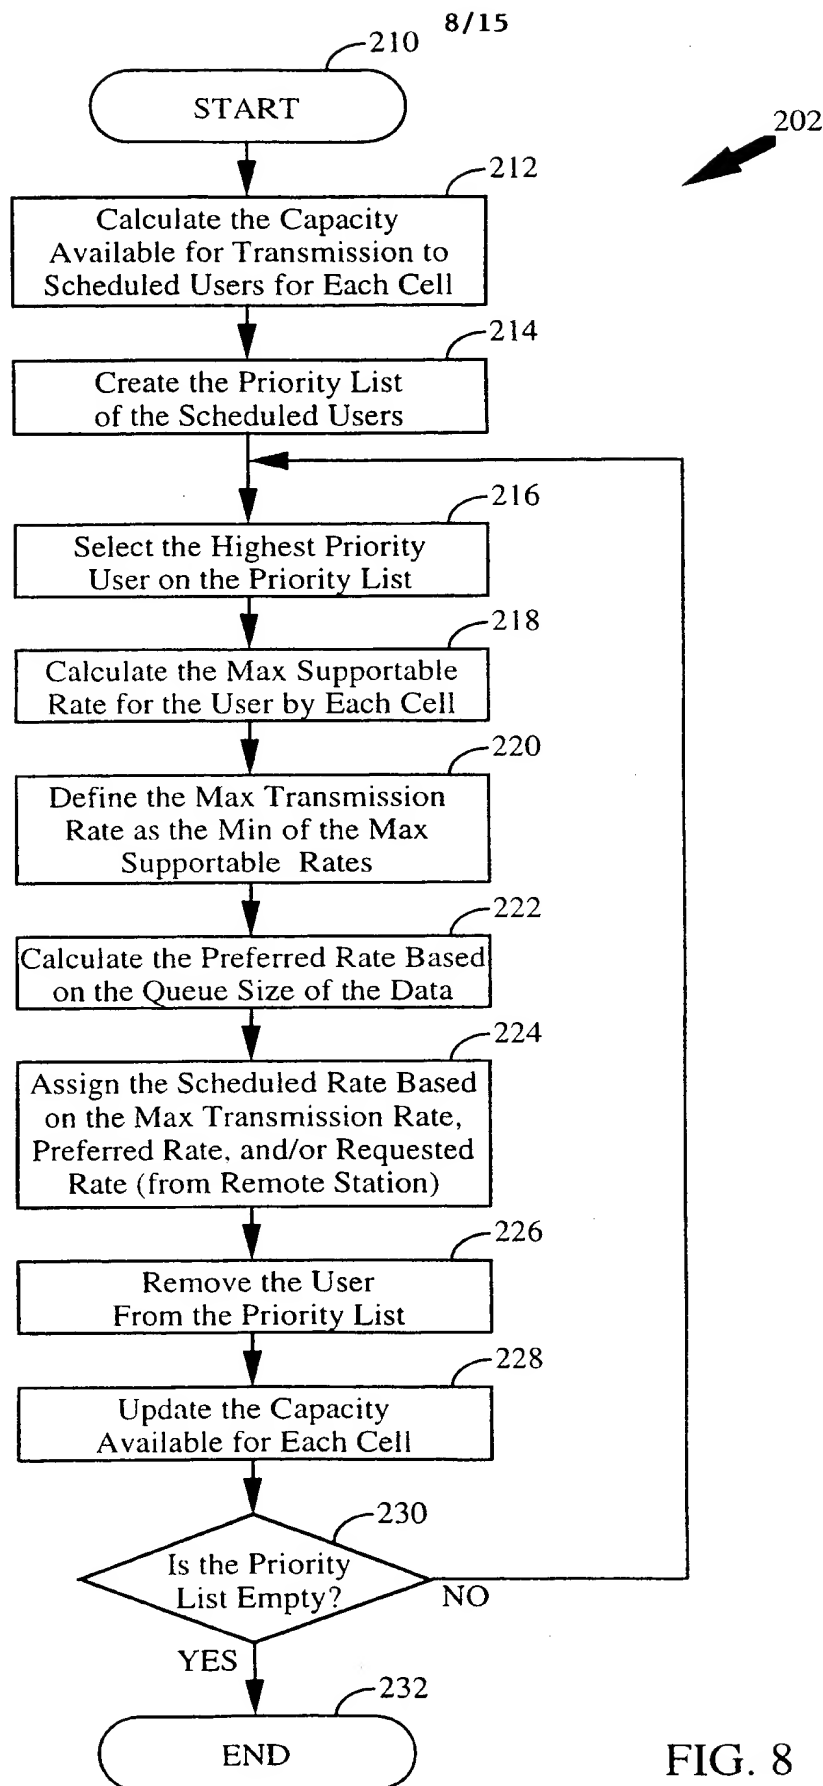 8/15
210
START
202
212
Calculate the Capacity
Available for Transmission to
Scheduled Users for Each Cell
214
Create the Priority List
of the Scheduled Users
216
Select the Highest Priority
User on the Priority List
218
Calculate the Max Supportable
Rate for the User by Each Cell
220
Define the Max Transmission
Rate as the Min of the Max
Supportable Rates
222
Calculate the Preferred Rate Based
on the Queue Size of the Data
224
Assign the Scheduled Rate Based
on the Max Transmission Rate,
Preferred Rate, and/or Requested
Rate (from Remote Station)
226
Remove the User
From the Priority List
228
Update the Capacity
Available for Each Cell
230
Is the Priority
List Empty?
NO
YES
232
END
FIG. 8